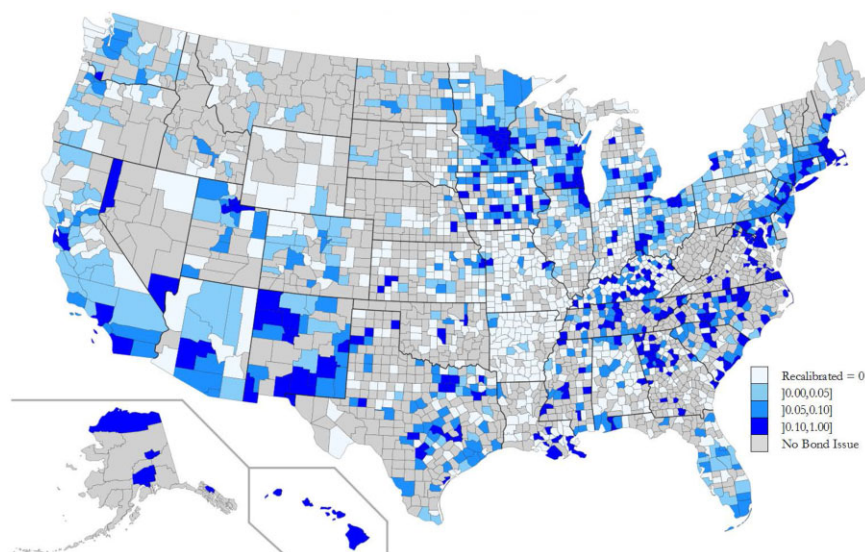 Recalibrated = 0
]0.00,0.05]
]0.05,0.10]
]0.10,1.00]
No Bond Issue